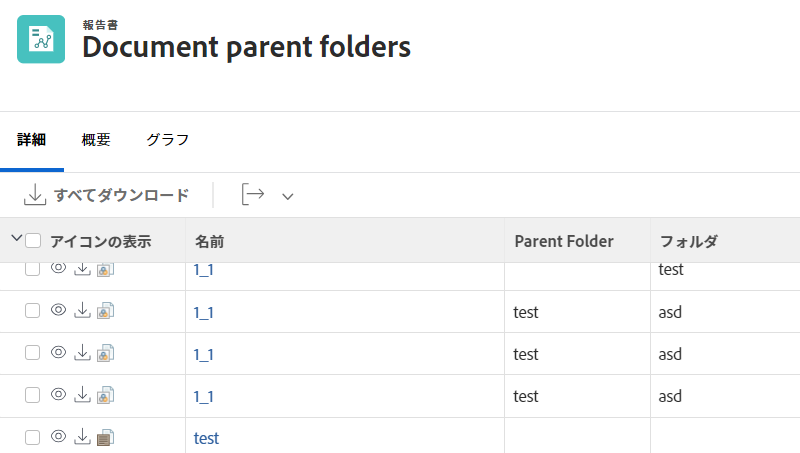 報告書
Document parent folders
詳細 概要 グラフ
すべてダウンロード
アイコンの表示 名前 Parent Folder フォルダ
1_1 test
1_1 test asd
1_1 test asd
1_1 test asd
test